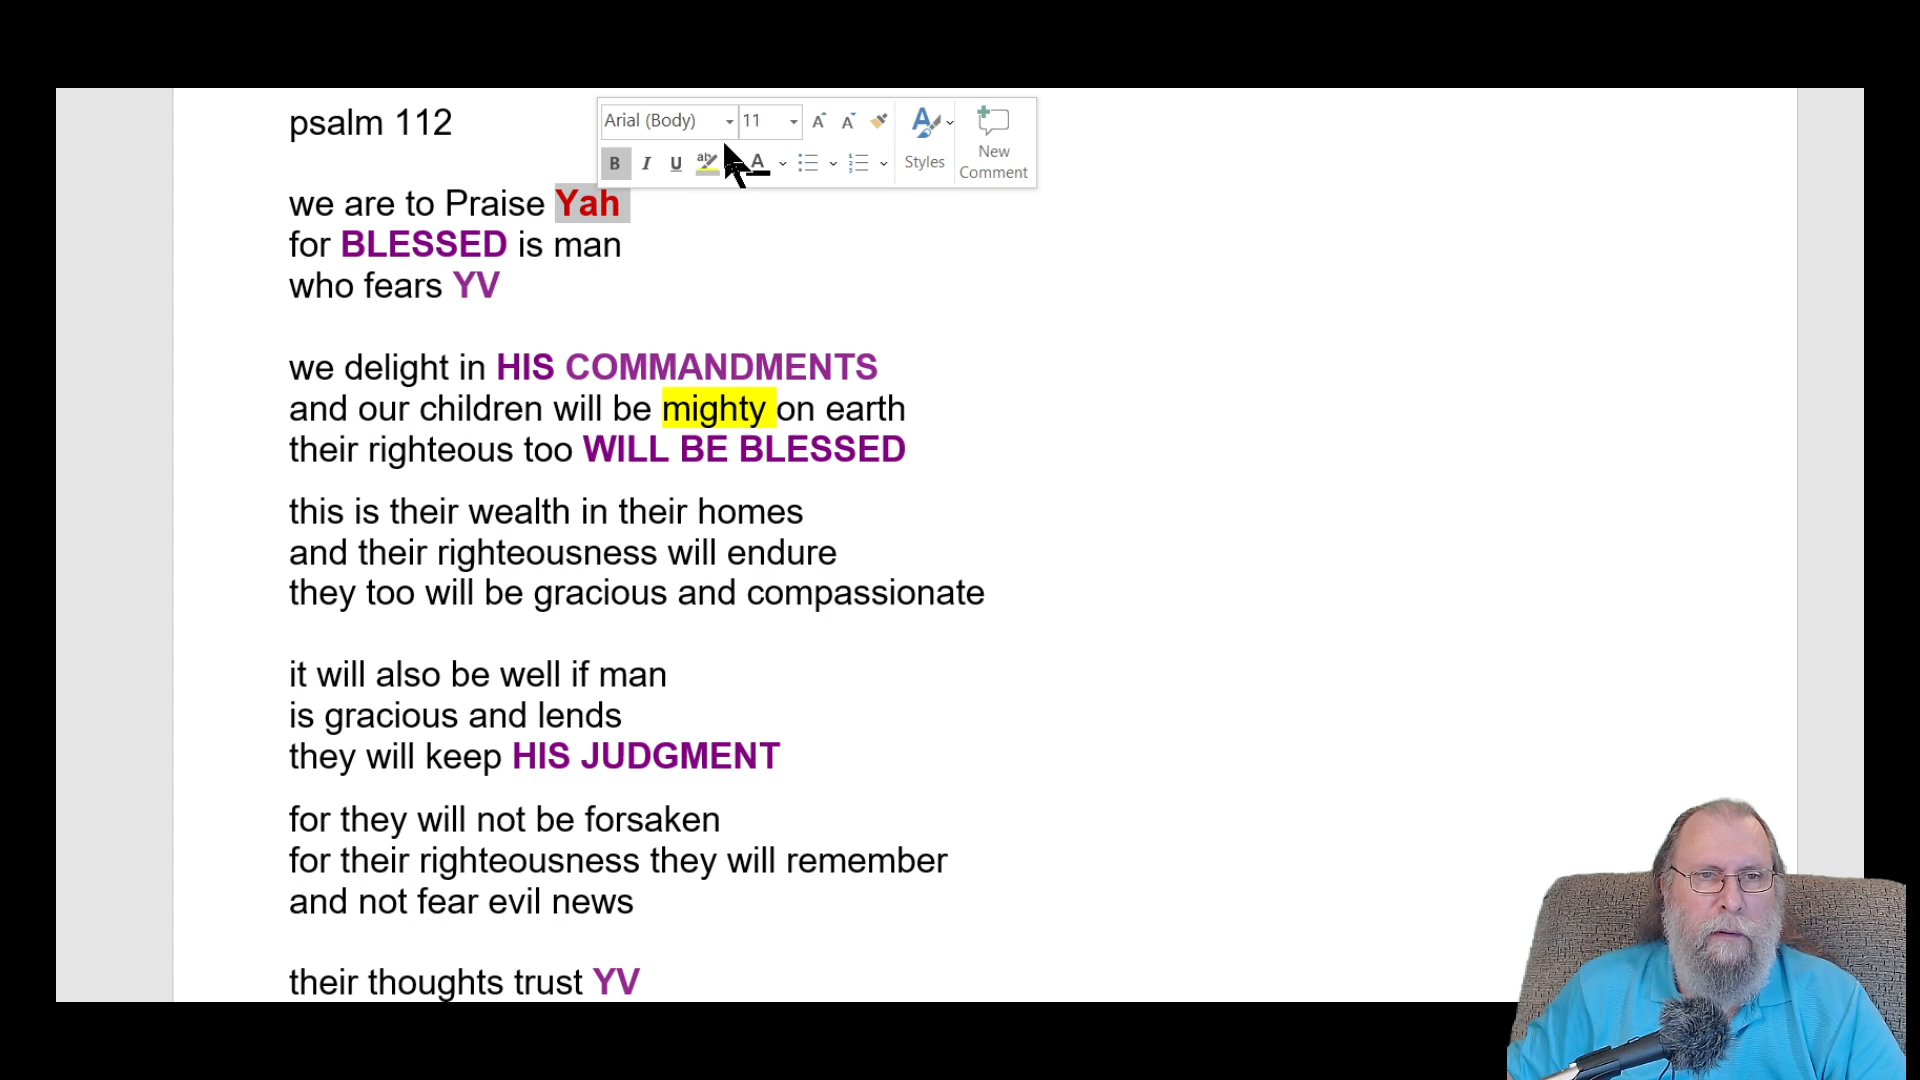 psalm 112
Arial (Body) 11
B I U ab A Styles
New
Comment
we are to Praise Yah
for BLESSED is man
who fears YV
we delight in HIS COMMANDMENTS
and our children will be mighty on earth
their righteous too WILL BE BLESSED
this is their wealth in their homes
and their righteousness will endure
they too will be gracious and compassionate
it will also be well if man
is gracious and lends
they will keep HIS JUDGMENT
for they will not be forsaken
for their righteousness they will remember
and not fear evil news
their thoughts trust YV